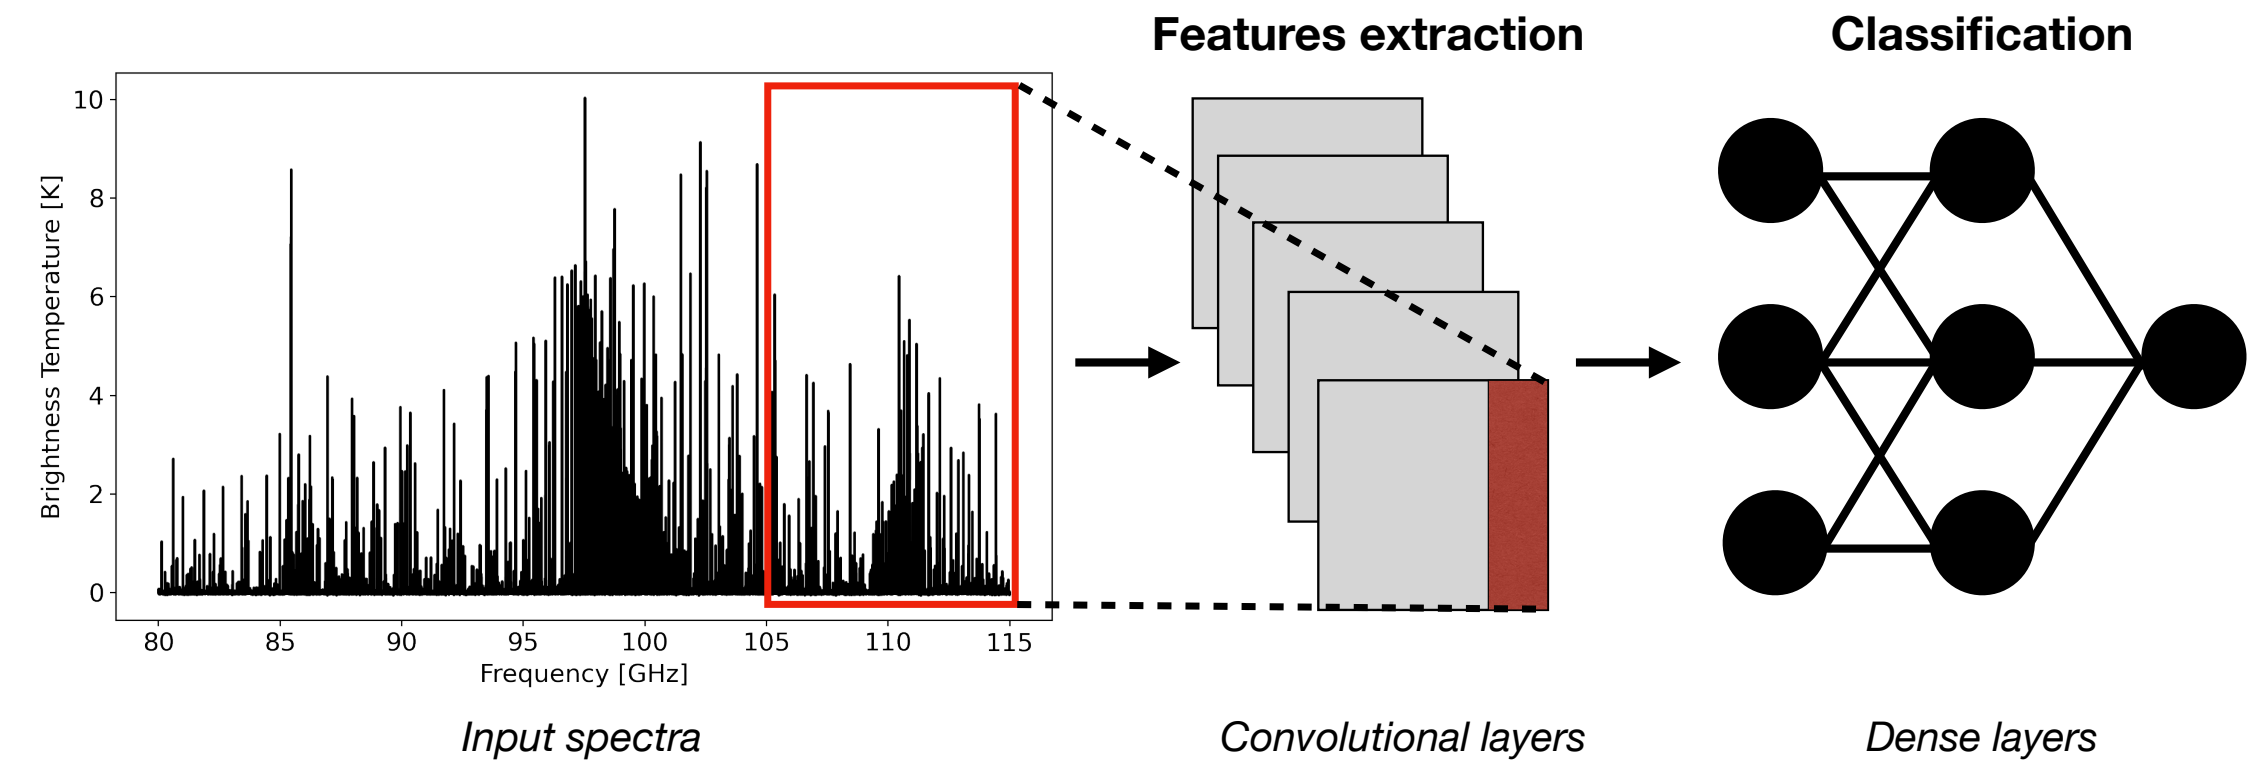 Features extraction
Classification
Brightness Temperature [K]
10
8
6
4
2
0
80 85 90 95 100 105 110 115
Frequency [GHz]
Input spectra
Convolutional layers
Dense layers